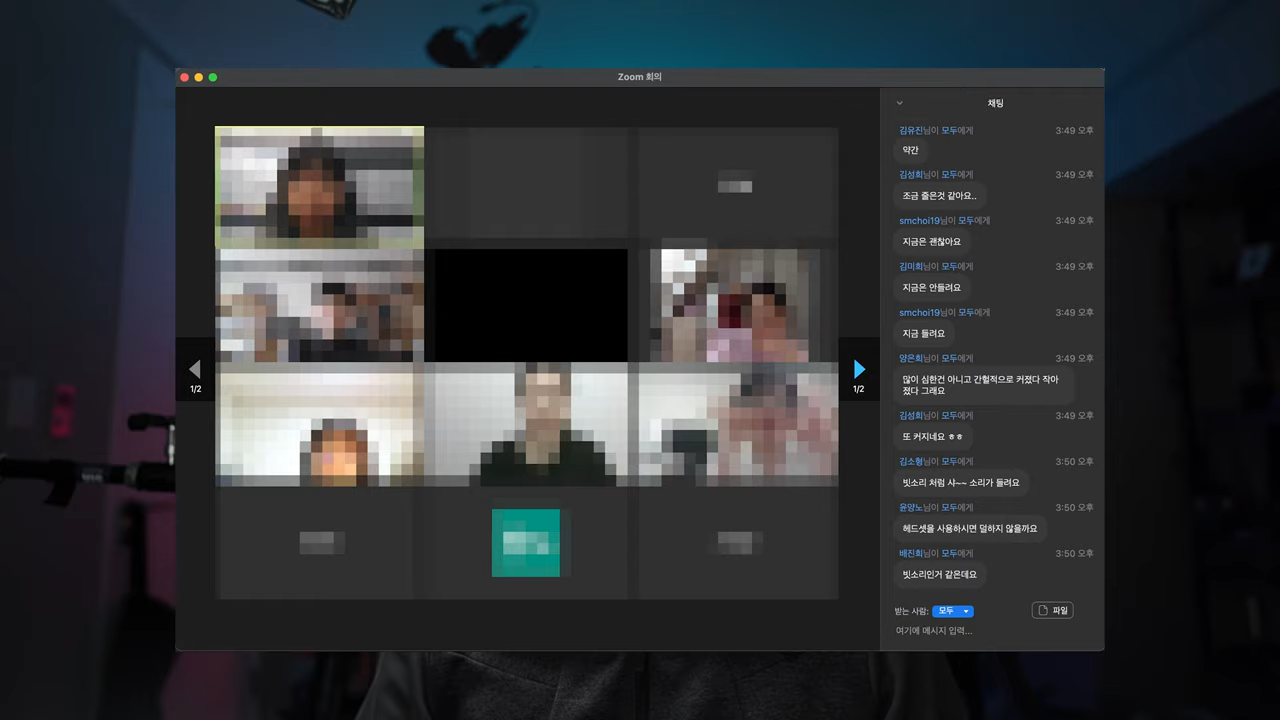 Zoom 회의
채팅
김유진님이 모두에게 3:49 오후
약간
김성희님이 모두에게 3:49 오후
조금 줄은것 같아요..
smchoi19님이 모두에게 3:49 오후
지금은 괜찮아요
김미희님이 모두에게 3:49 오후
지금은 안들려요
smchoi19님이 모두에게 3:49 오후
지금 들려요
양은희님이 모두에게 3:49 오후
많이 심한건 아니고 간헐적으로 커졌다 작아
졌다 그래요
김성희님이 모두에게 3:49 오후
또 커지네요 ㅎㅎ
김소형님이 모두에게 3:50 오후
빗소리 처럼 샤~~ 소리가 들려요
윤양노님이 모두에게 3:50 오후
헤드셋을 사용하시면 덜하지 않을까요
배진희님이 모두에게 3:50 오후
빗소리인거 같은데요
1/2
1/2
받는 사람: 모두 파일
여기에 메시지 입력...